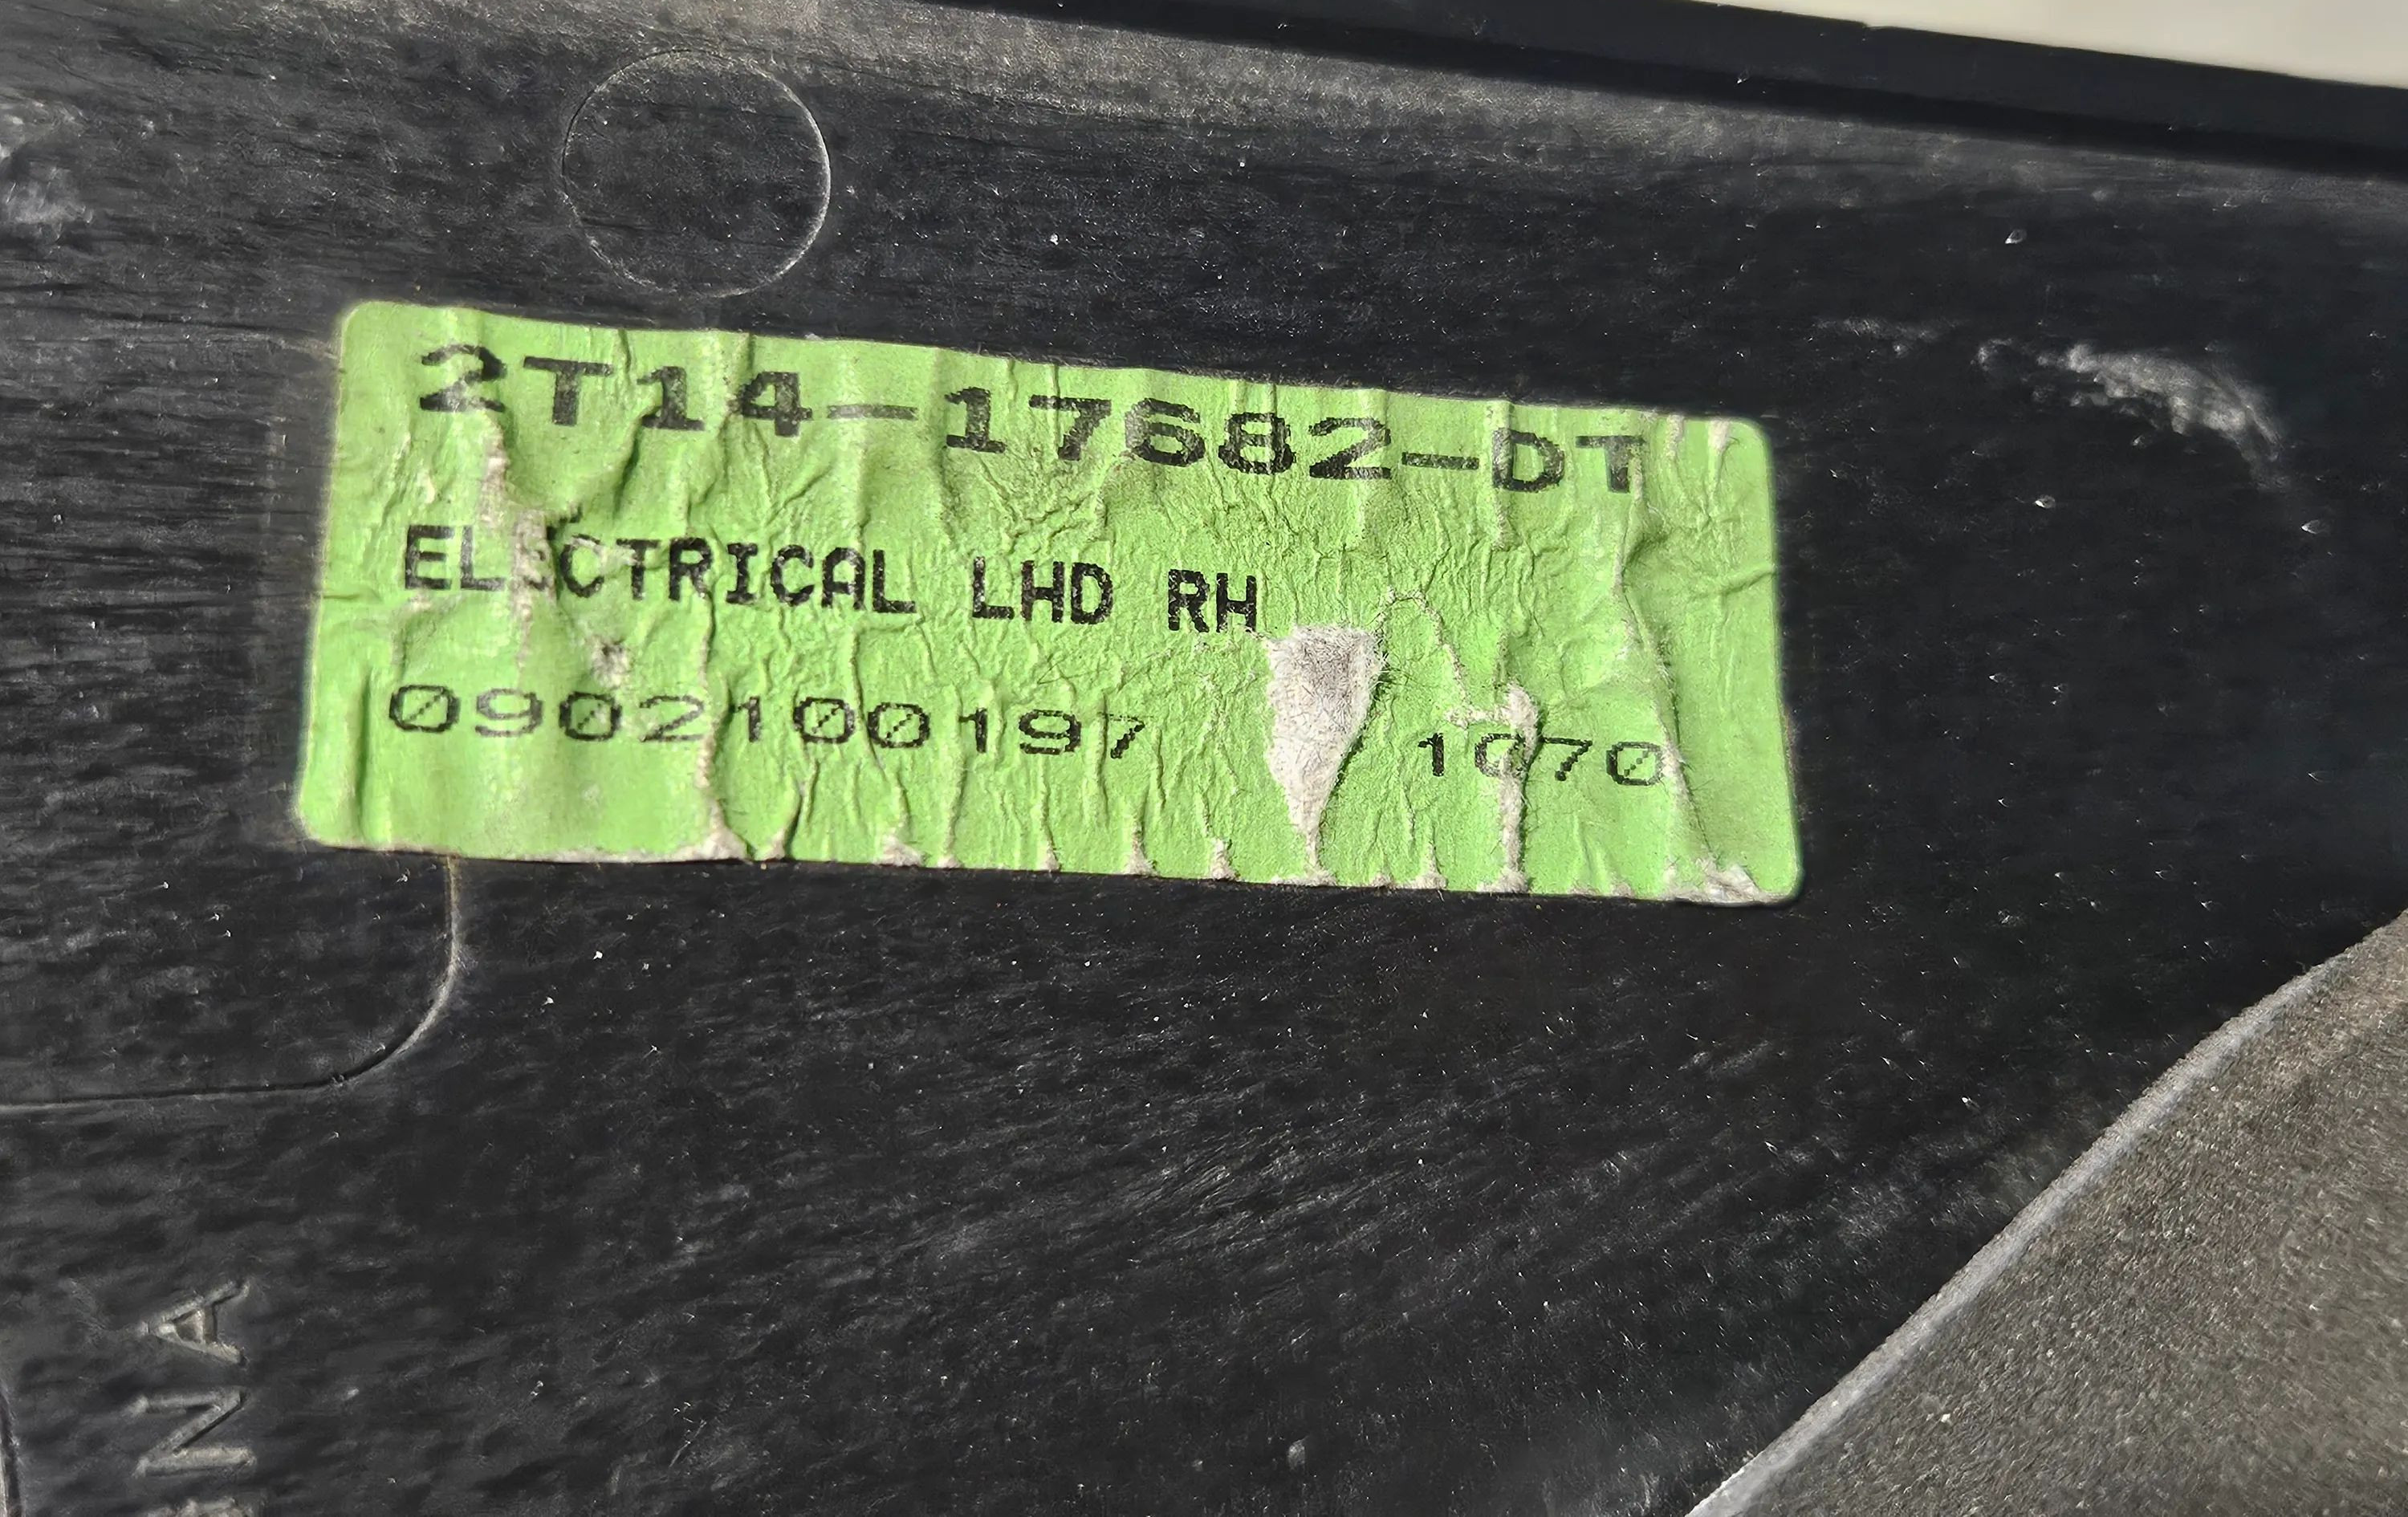 2T14-17682-DT
ELECTRICAL LHD RH
0902100197 1070